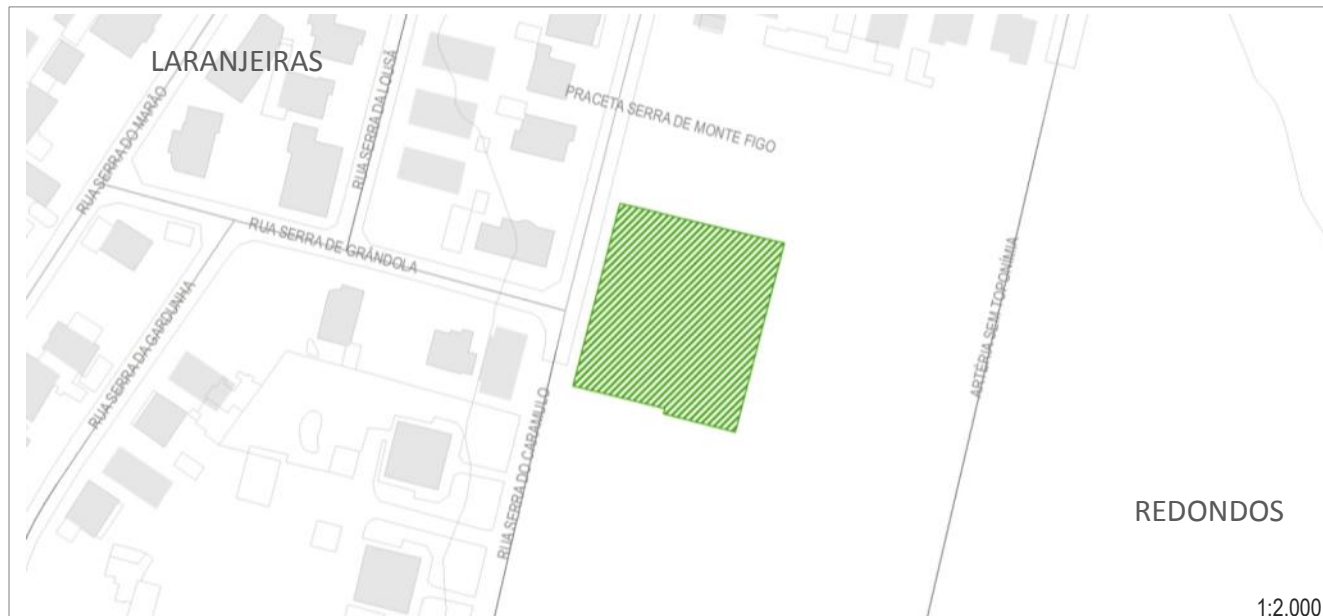 LARANJEIRAS
RUA SERRA DO MARÃO
RUA SERRA DA LOUSÃ
PRACETA SERRA DE MONTE FIGO
RUA SERRA DE GRÂNDOLA
RUA SERRA DA GARDUNHA
RUA SERRA DO CARAMULO
ARTÉRIA SEM TOPONÍMIA
REDONDOS
1:2.000